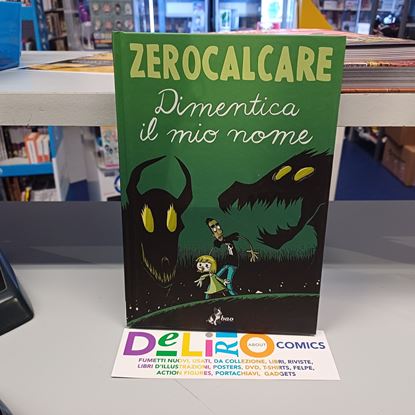 ZEROCALCARE
Dimentica
il mio nome
bao
DeLiRiO ABOUT COMICS
FUMETTI NUOVI, USATI, DA COLLEZIONE, LIBRI, RIVISTE,
LIBRI D'ILLUSTRAZIONI, POSTERS, DVD, T-SHIRTS, FELPE,
ACTION FIGURES, PORTACHIAVI, GADGETS